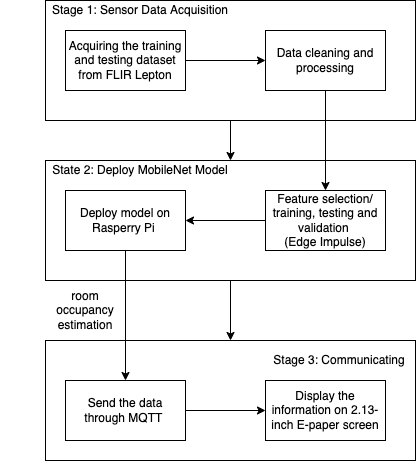 Stage 1: Sensor Data Acquisition
Acquiring the training
and testing dataset
from FLIR Lepton
Data cleaning and
processing
State 2: Deploy MobileNet Model
Deploy model on
Rasperry Pi
Feature selection/
training, testing and
validation
(Edge Impulse)
room
occupancy
estimation
Stage 3: Communicating
Send the data
through MQTT
Display the
information on 2.13-
inch E-paper screen